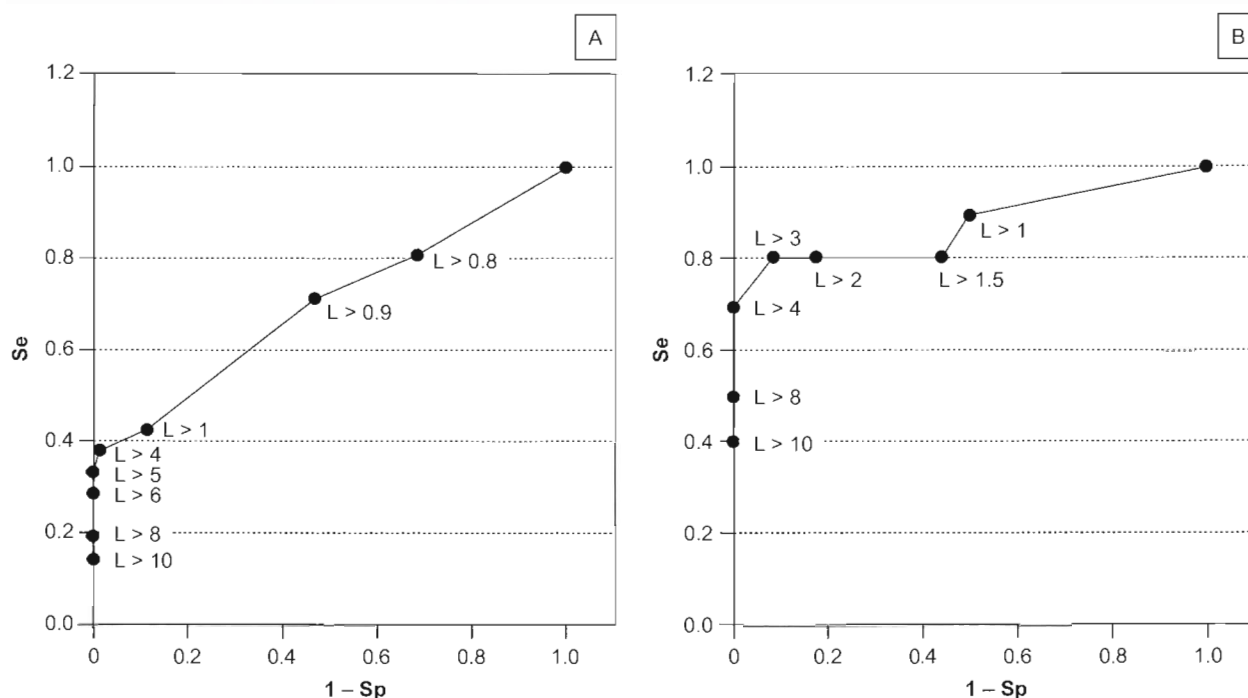 A
1.2
1.0
0.8
0.6
0.4
0.2
0.0
Se
L > 0.8
L > 0.9
L > 1
L > 4
L > 5
L > 6
L > 8
L > 10
0 0.2 0.4 0.6 0.8 1.0
1 – Sp
B
1.2
1.0
0.8
0.6
0.4
0.2
0.0
Se
L > 1
L > 3
L > 2 L > 1.5
L > 4
L > 8
L > 10
0 0.2 0.4 0.6 0.8 1.0
1 – Sp